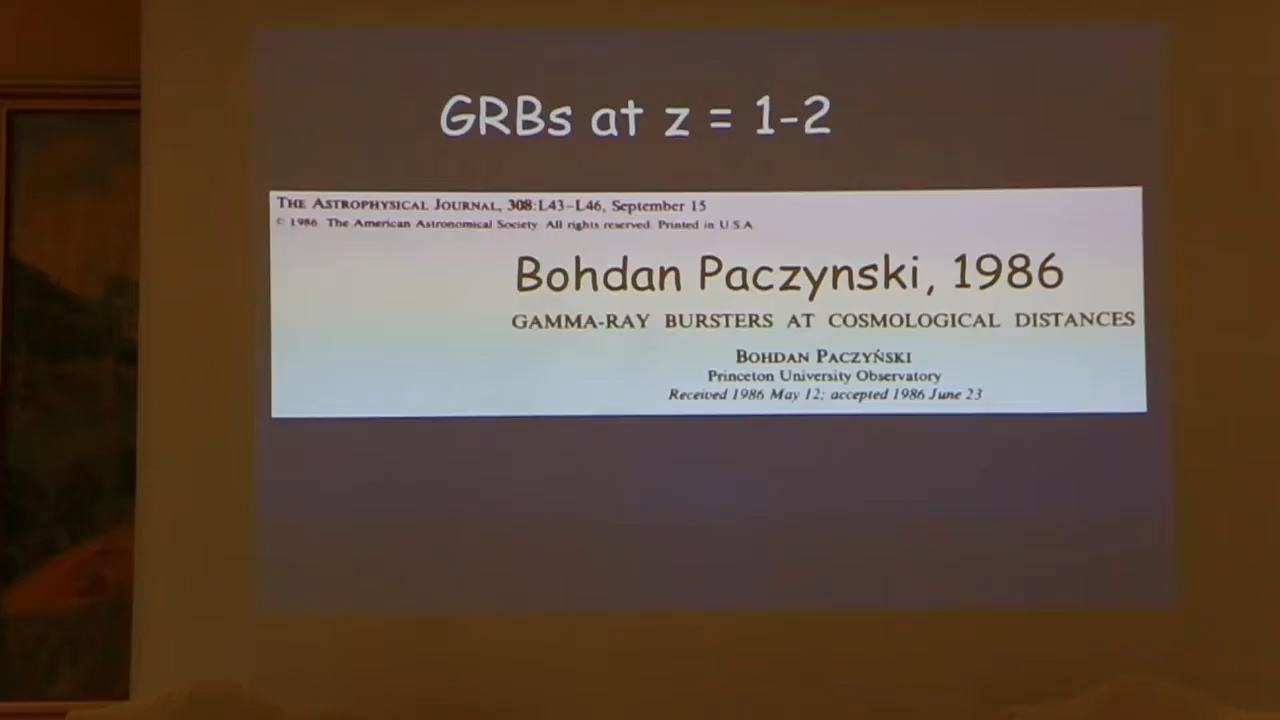 GRBs at z = 1-2
THE ASTROPHYSICAL JOURNAL, 308:L43-L46, September 15
© 1986. The American Astronomical Society. All rights reserved. Printed in U.S.A.
Bohdan Paczynski, 1986
GAMMA-RAY BURSTERS AT COSMOLOGICAL DISTANCES
BOHDAN PACZYŃSKI
Princeton University Observatory
Received 1986 May 12; accepted 1986 June 23